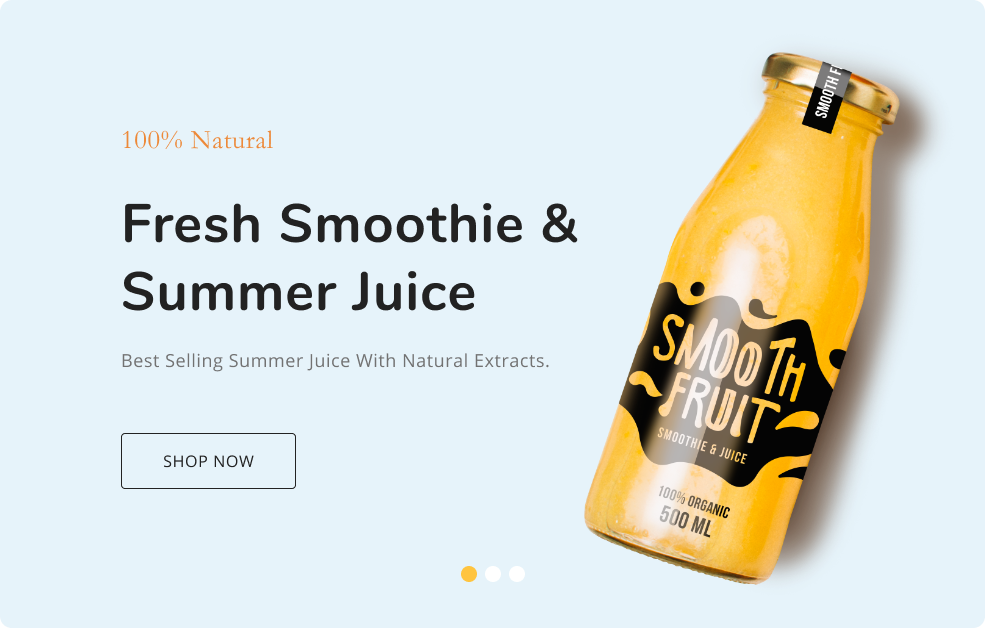 100% Natural
Fresh Smoothie &
Summer Juice
Best Selling Summer Juice With Natural Extracts.
SHOP NOW
SMOOTH
SMOOTH
FRUIT
SMOOTHIE & JUICE
100% ORGANIC
500 ML